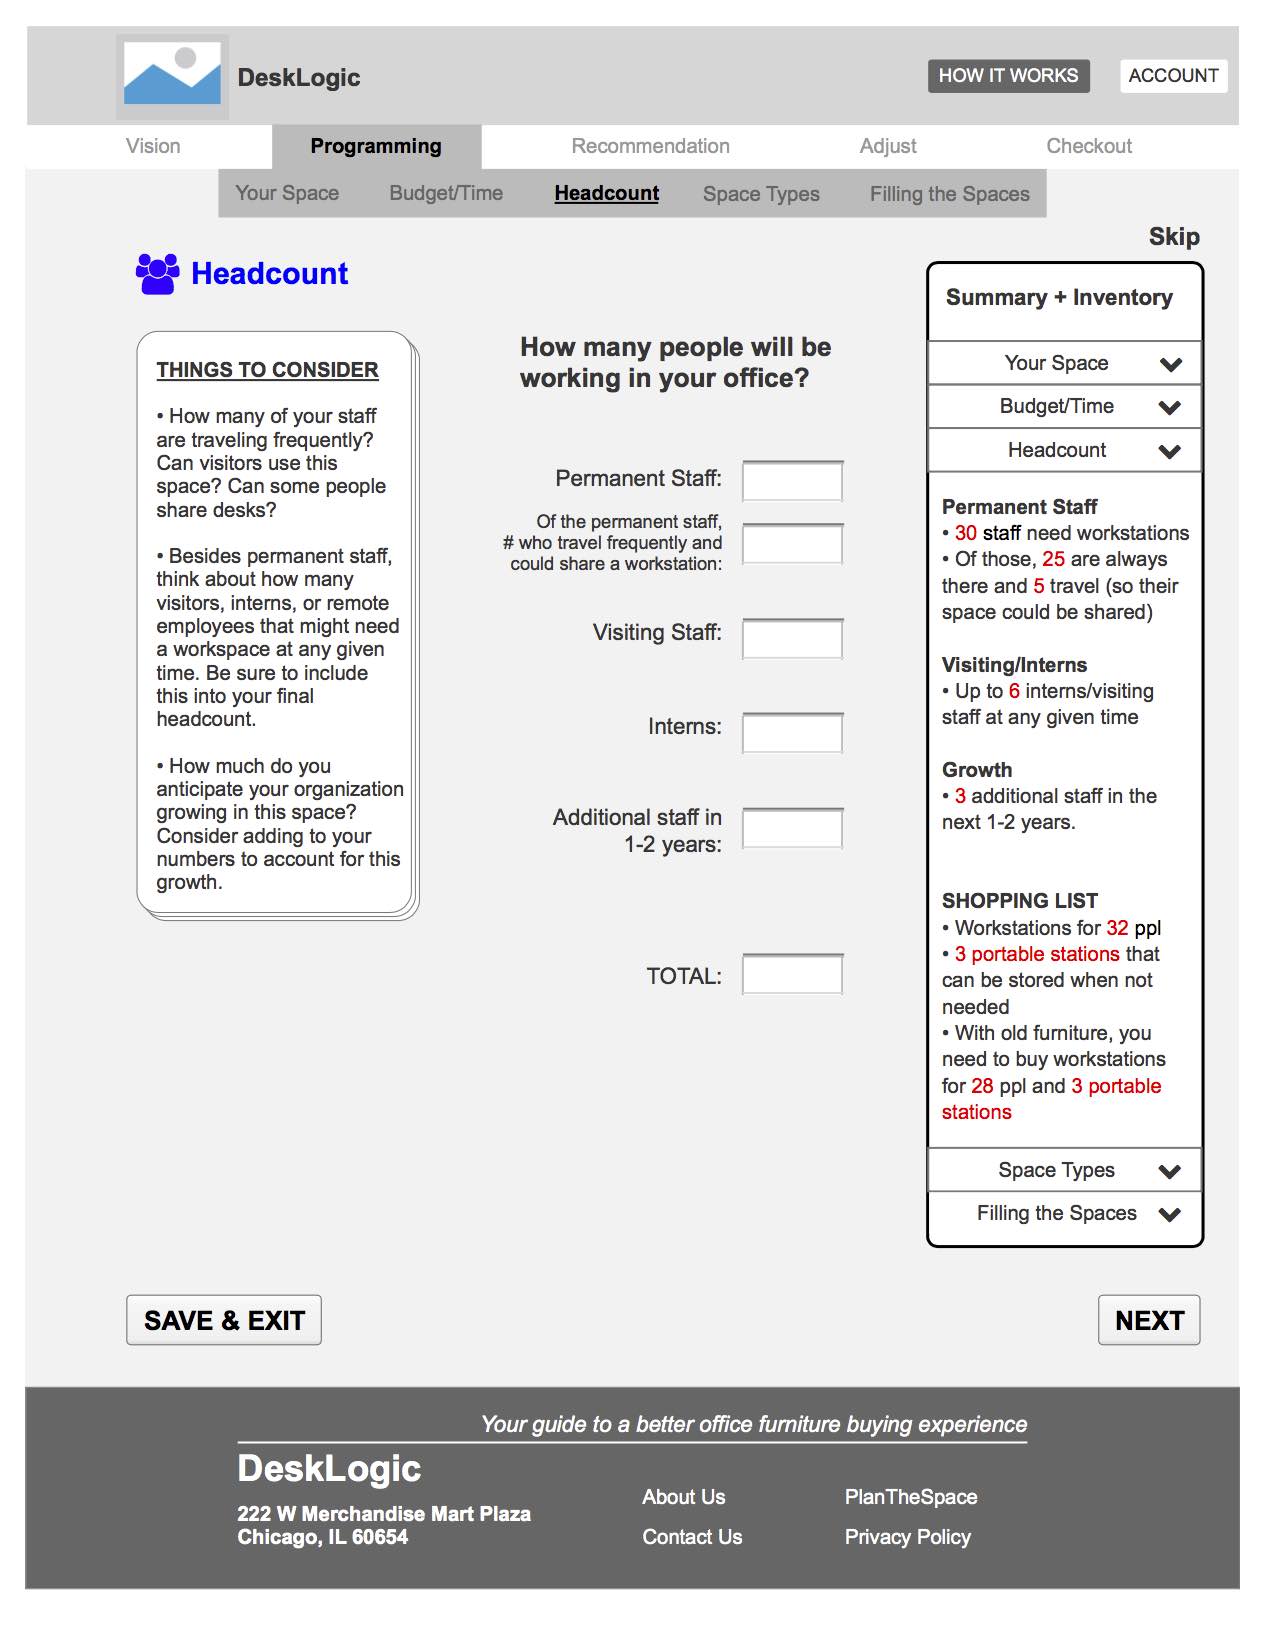 DeskLogic
HOW IT WORKS
ACCOUNT
Vision
Programming
Recommendation
Adjust
Checkout
Your Space
Budget/Time
Headcount
Space Types
Filling the Spaces
Skip
Headcount
THINGS TO CONSIDER
• How many of your staff
are traveling frequently?
Can visitors use this
space? Can some people
share desks?
• Besides permanent staff,
think about how many
visitors, interns, or remote
employees that might need
a workspace at any given
time. Be sure to include
this into your final
headcount.
• How much do you
anticipate your organization
growing in this space?
Consider adding to your
numbers to account for this
growth.
How many people will be
working in your office?
Permanent Staff:
Of the permanent staff,
# who travel frequently and
could share a workstation:
Visiting Staff:
Interns:
Additional staff in
1-2 years:
TOTAL:
Summary + Inventory
Your Space
Budget/Time
Headcount
Permanent Staff
• 30 staff need workstations
• Of those, 25 are always
there and 5 travel (so their
space could be shared)
Visiting/Interns
• Up to 6 interns/visiting
staff at any given time
Growth
• 3 additional staff in the
next 1-2 years.
SHOPPING LIST
• Workstations for 32 ppl
• 3 portable stations that
can be stored when not
needed
• With old furniture, you
need to buy workstations
for 28 ppl and 3 portable
stations
Space Types
Filling the Spaces
SAVE & EXIT
NEXT
Your guide to a better office furniture buying experience
DeskLogic
222 W Merchandise Mart Plaza
Chicago, IL 60654
About Us
Contact Us
PlanTheSpace
Privacy Policy